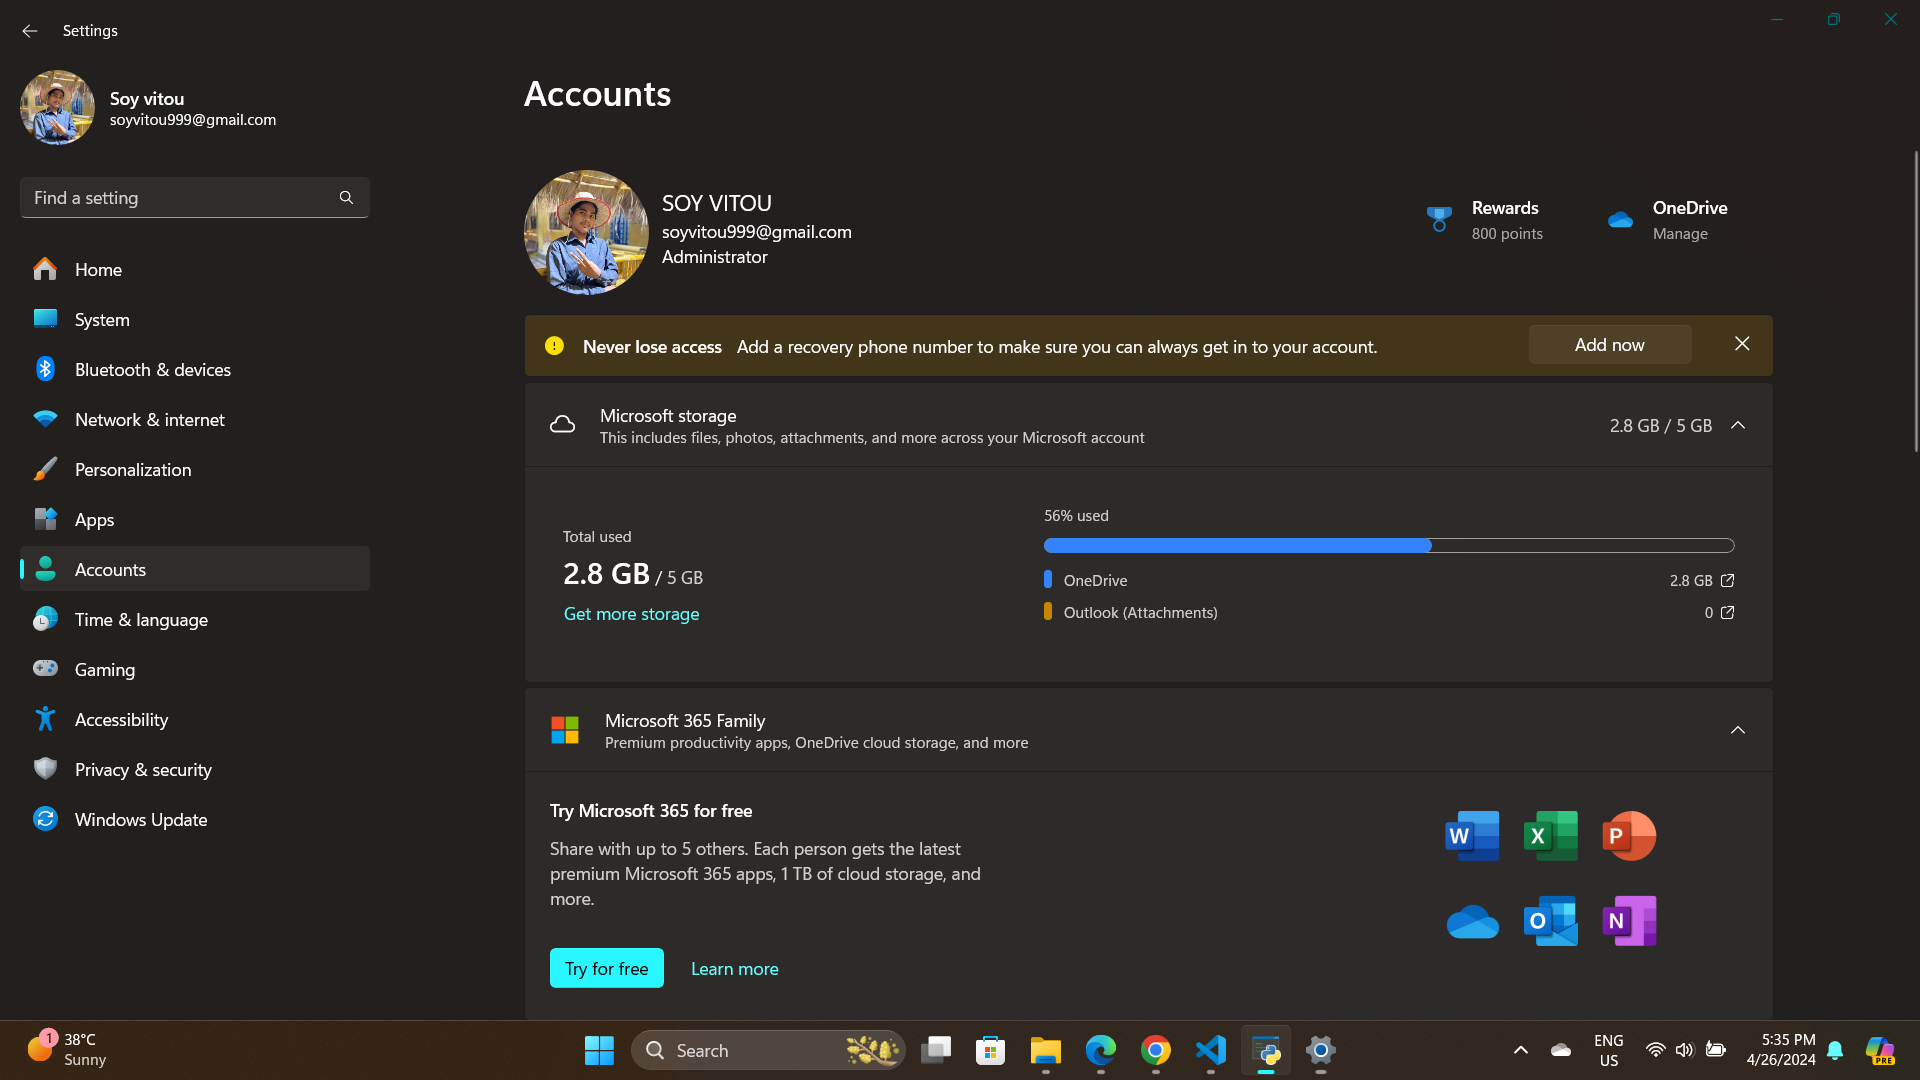 Settings
Soy vitou
soyvitou999@gmail.com
Find a setting
Home
System
Bluetooth & devices
Network & internet
Personalization
Apps
Accounts
Time & language
Gaming
Accessibility
Privacy & security
Windows Update
Accounts
SOY VITOU
soyvitou999@gmail.com
Administrator
Rewards
800 points
OneDrive
Manage
Never lose access Add a recovery phone number to make sure you can always get in to your account.
Add now
Microsoft storage
This includes files, photos, attachments, and more across your Microsoft account
2.8 GB / 5 GB
Total used
2.8 GB / 5 GB
Get more storage
56% used
OneDrive 2.8 GB
Outlook (Attachments) 0
Microsoft 365 Family
Premium productivity apps, OneDrive cloud storage, and more
Try Microsoft 365 for free
Share with up to 5 others. Each person gets the latest
premium Microsoft 365 apps, 1 TB of cloud storage, and
more.
Try for free Learn more
W X P
O N
1
38°C
Sunny
Search
ENG
US
5:35 PM
4/26/2024
PRE